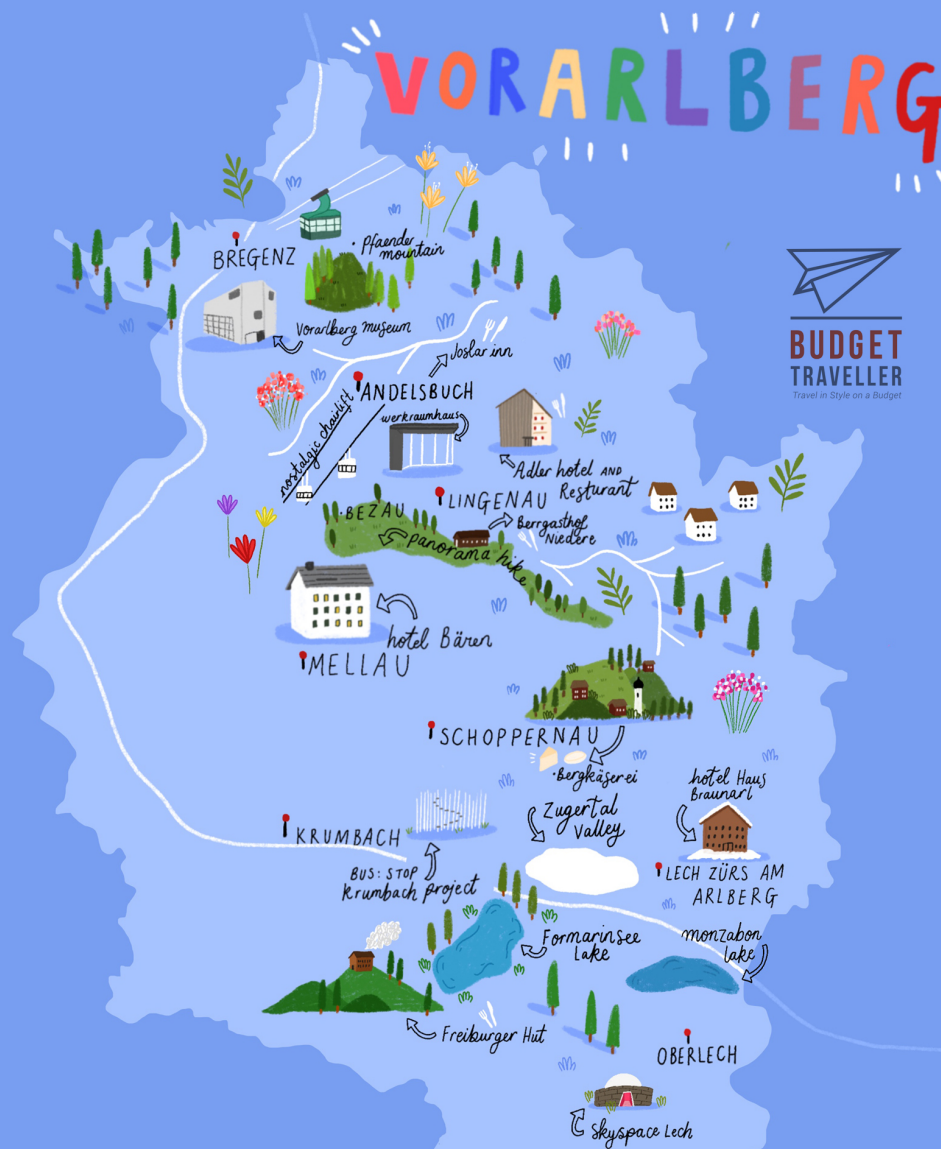 VORARLBERG
BREGENZ
• Pfaender
mountain
BUDGET
TRAVELLER
Travel in Style on a Budget
Vorarlberg museum
Joslar inn
ANDELSBUCH
nostalgic chairlift
werkraumhaus
Adler hotel AND
Resturant
LINGENAU
•BEZAU
Berrgasthof
Niedere
panorama hike
hotel Bären
MELLAU
SCHOPPERNAU
•Bergkäserei
hotel Haus
Braunarl
Zugertal
Valley
KRUMBACH
LECH ZÜRS AM
ARLBERG
BUS:STOP
Krumbach project
Formarinsee
Lake
monzabon
lake
Freiburger Hut
OBERLECH
Skyspace Lech